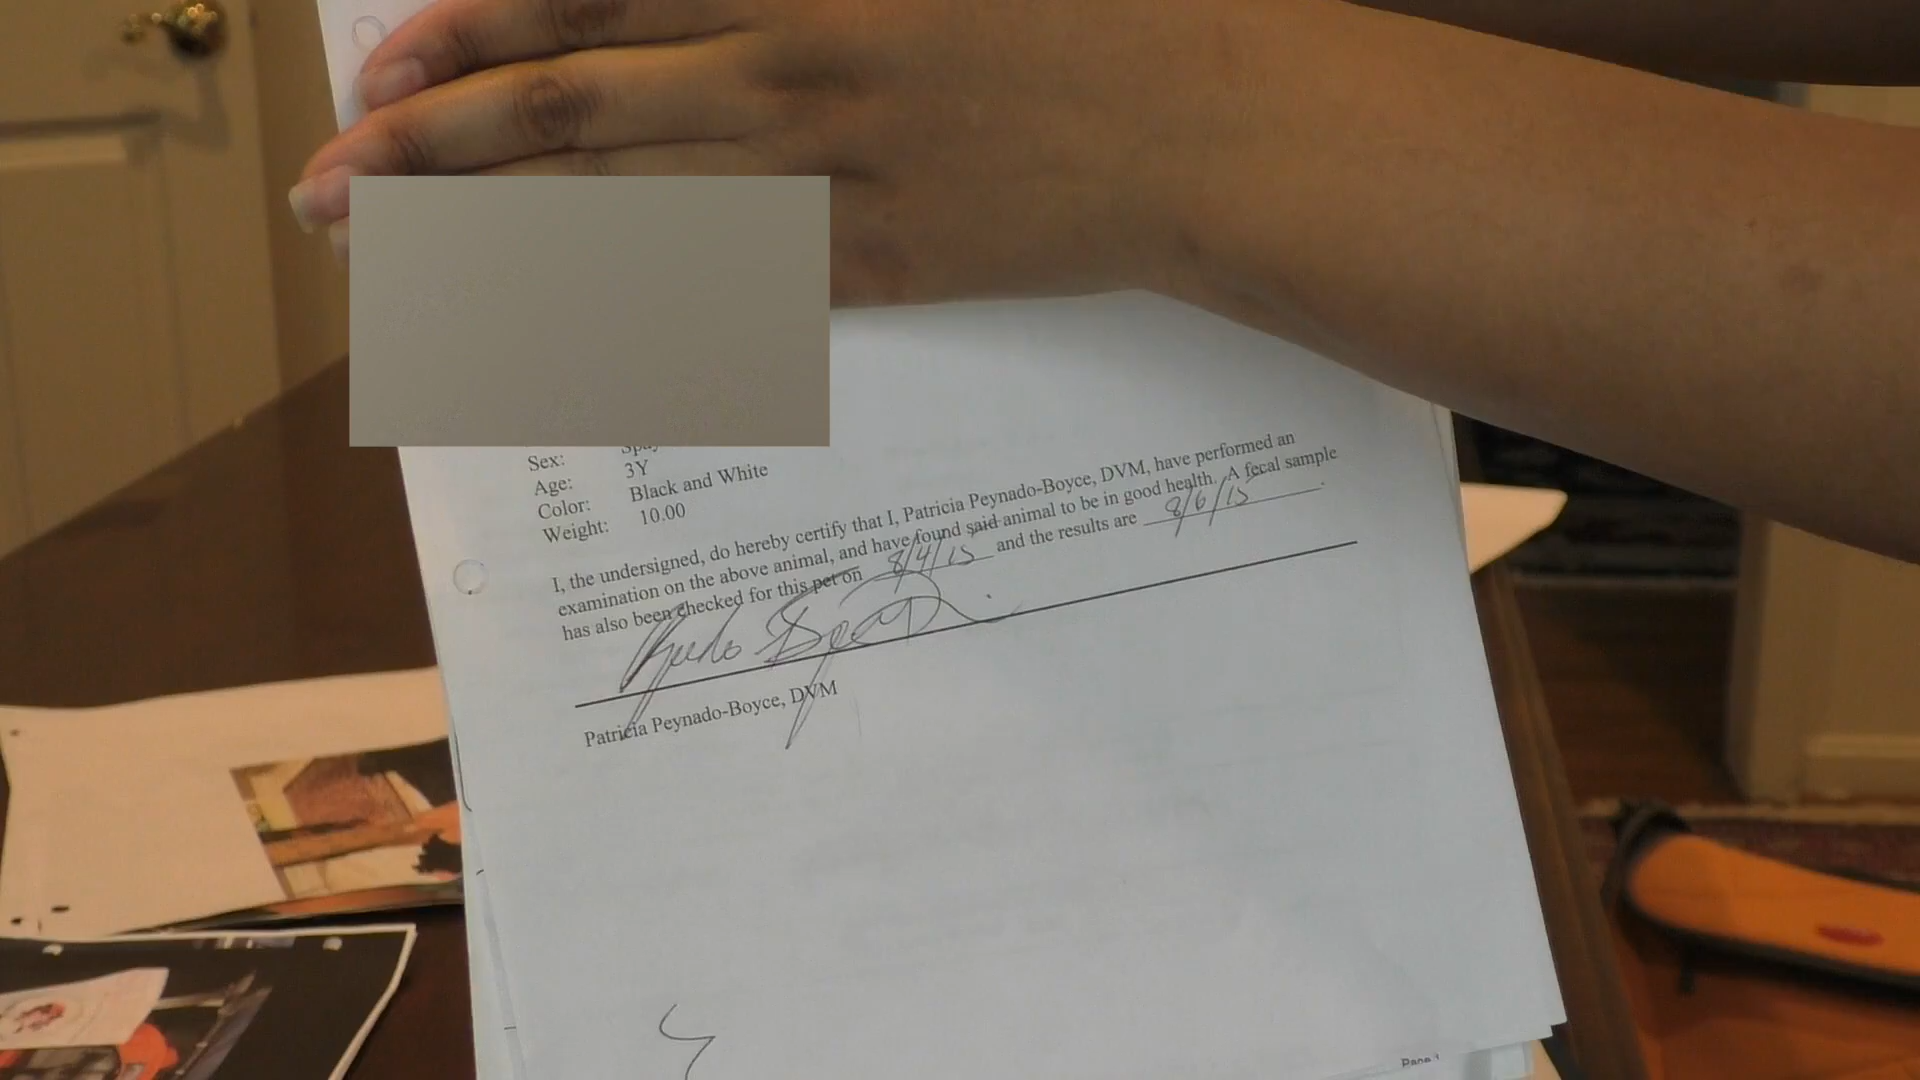 Sex:
Age: 3Y
Color: Black and White
Weight: 10.00
I, the undersigned, do hereby certify that I, Patricia Peynado-Boyce, DVM, have performed an
examination on the above animal, and have found said animal to be in good health. A fecal sample
has also been checked for this pet on 8/4/15 and the results are 8/6/15.
Patricia Peynado-Boyce, DVM
Page 1